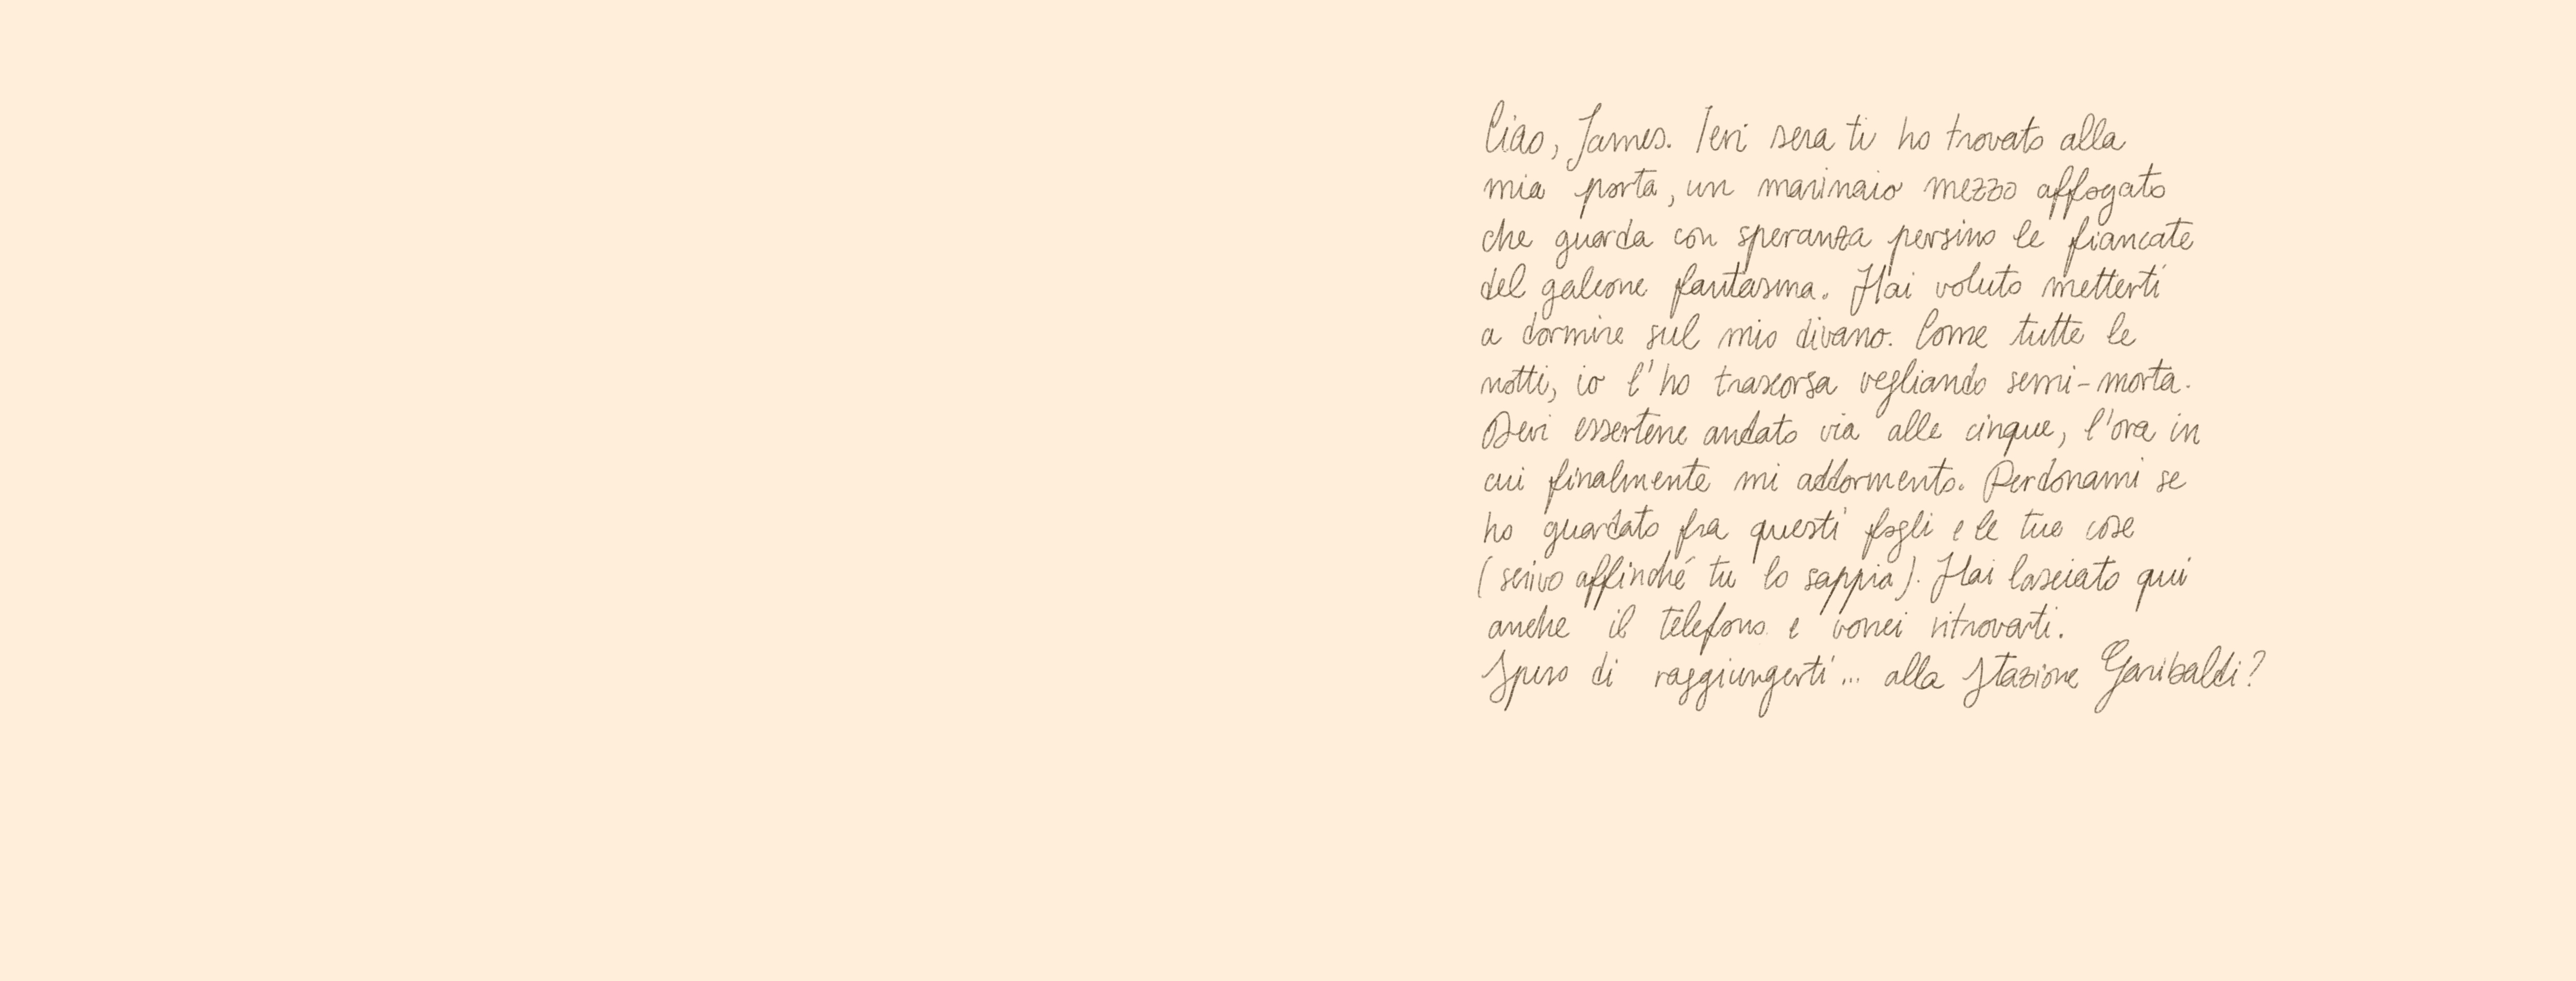 Ciao, James. Ieri sera ti ho trovato alla
mia porta, un marinaio mezzo affogato
che guarda con speranza persino le fiancate
del galeone fantasma. Hai voluto metterti
a dormire sul mio divano. Come tutte le
notti, io l'ho trascorsa vegliando semi-morta.
Devi essertene andato via alle cinque, l'ora in
cui finalmente mi addormento. Perdonami se
ho guardato fra questi fogli e le tue cose
(scrivo affinché tu lo sappia). Hai lasciato qui
anche il telefono e vorrei ritrovarti.
Spero di raggiungerti... alla Stazione Garibaldi?